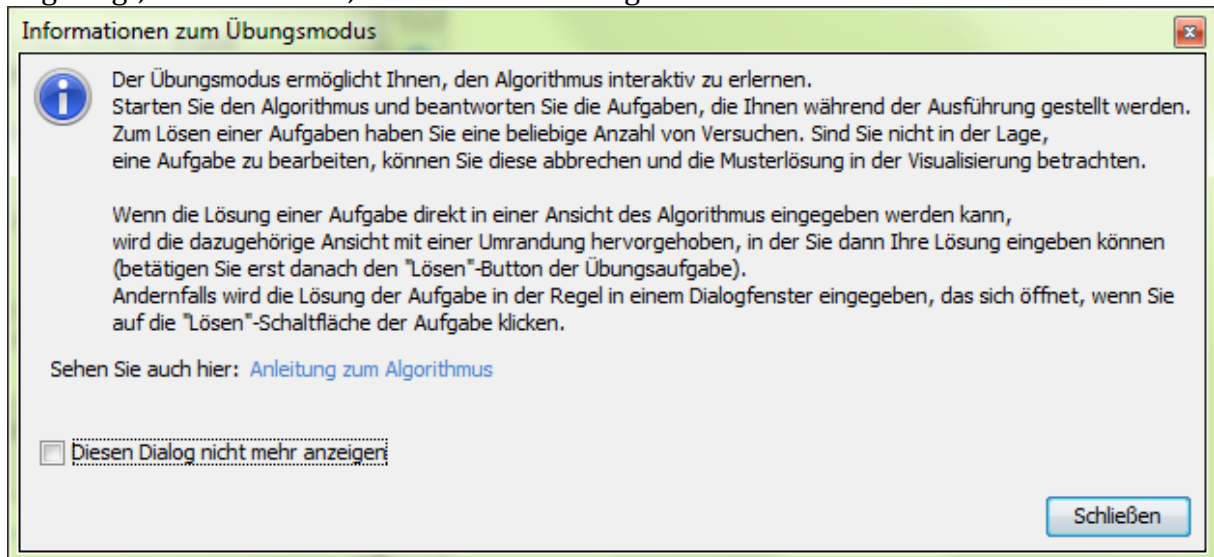 Informationen zum Übungsmodus
Der Übungsmodus ermöglicht Ihnen, den Algorithmus interaktiv zu erlernen.
Starten Sie den Algorithmus und beantworten Sie die Aufgaben, die Ihnen während der Ausführung gestellt werden.
Zum Lösen einer Aufgaben haben Sie eine beliebige Anzahl von Versuchen. Sind Sie nicht in der Lage,
eine Aufgabe zu bearbeiten, können Sie diese abbrechen und die Musterlösung in der Visualisierung betrachten.
Wenn die Lösung einer Aufgabe direkt in einer Ansicht des Algorithmus eingegeben werden kann,
wird die dazugehörige Ansicht mit einer Umrandung hervorgehoben, in der Sie dann Ihre Lösung eingeben können
(betätigen Sie erst danach den "Lösen"-Button der Übungsaufgabe).
Andernfalls wird die Lösung der Aufgabe in der Regel in einem Dialogfenster eingegeben, das sich öffnet, wenn Sie
auf die "Lösen"-Schaltfläche der Aufgabe klicken.
Sehen Sie auch hier: Anleitung zum Algorithmus
Diesen Dialog nicht mehr anzeigen
Schließen